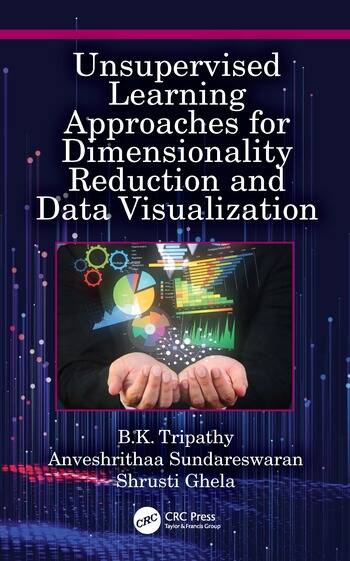 Unsupervised
Learning
Approaches for
Dimensionality
Reduction and
Data Visualization
B.K. Tripathy
Anveshrithaa Sundareswaran
Shrusti Ghela
CRC
CRC Press
Taylor & Francis Group